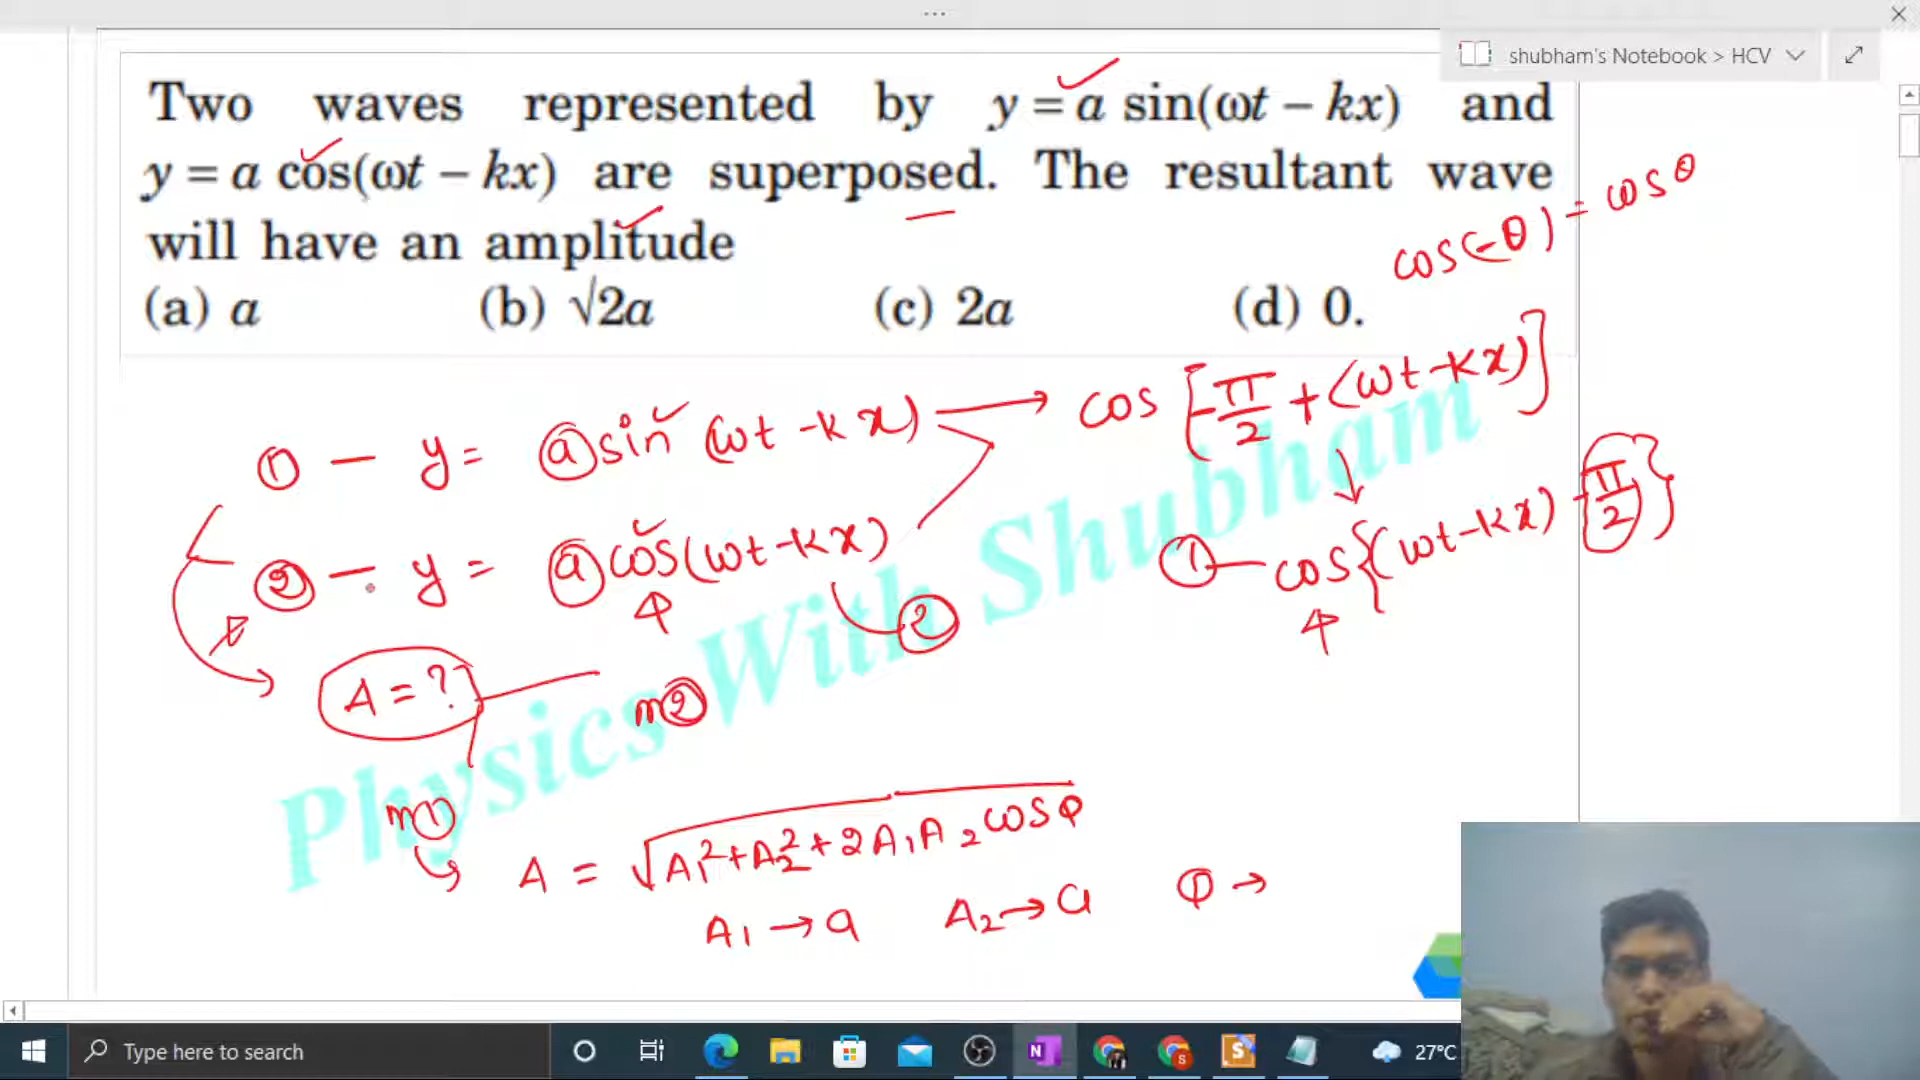 ...
shubham's Notebook > HCV
Two waves represented by y = a sin(ωt – kx) and
y = a cos(ωt – kx) are superposed. The resultant wave
will have an amplitude
(a) a (b) √2a (c) 2a (d) 0.
cos(-θ) = cosθ
① — y = a sin (ωt - kx) → cos [-π/2 + (ωt - kx)]
② — y = a cos(ωt - kx)
②
① — cos{(ωt - kx) - π/2}
A = ?
m②
m①
A = √A₁² + A₂² + 2A₁A₂ cosφ
A₁ → a A₂ → a φ →
Physics With Shubham
Type here to search
27°C